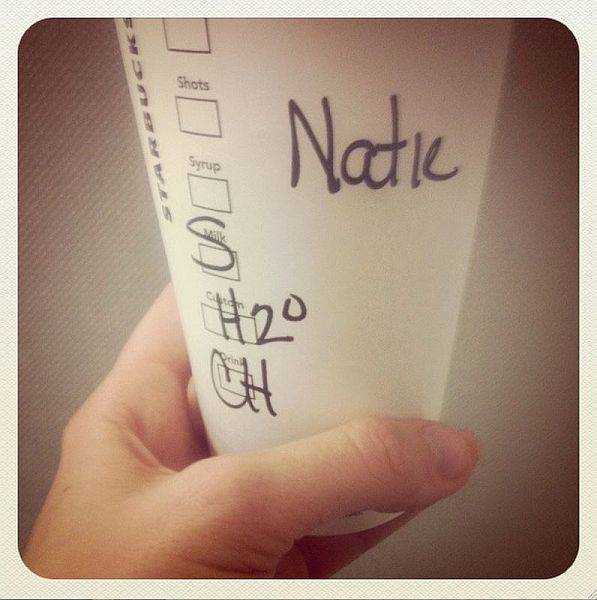 STARBUCKS
Shots
Syrup
Natie
Milk
S
Custom
H2O
Drink
CH